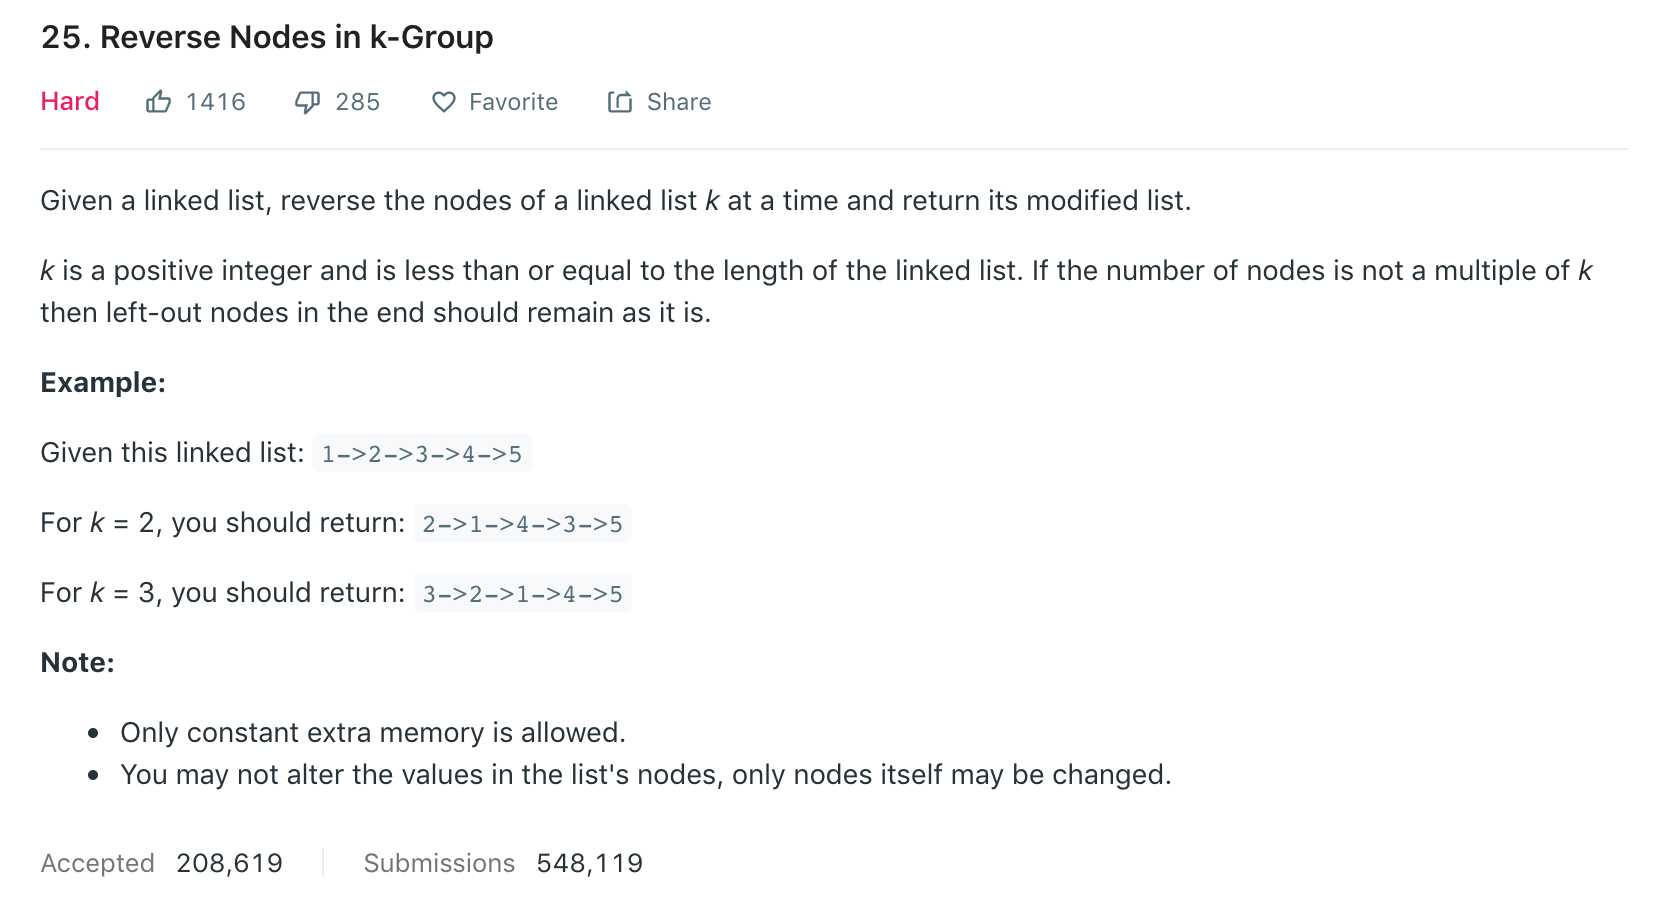 25. Reverse Nodes in k-Group
Hard 1416 285 Favorite Share
Given a linked list, reverse the nodes of a linked list k at a time and return its modified list.
k is a positive integer and is less than or equal to the length of the linked list. If the number of nodes is not a multiple of k
then left-out nodes in the end should remain as it is.
Example:
Given this linked list: 1->2->3->4->5
For k = 2, you should return: 2->1->4->3->5
For k = 3, you should return: 3->2->1->4->5
Note:
• Only constant extra memory is allowed.
• You may not alter the values in the list's nodes, only nodes itself may be changed.
Accepted 208,619 Submissions 548,119